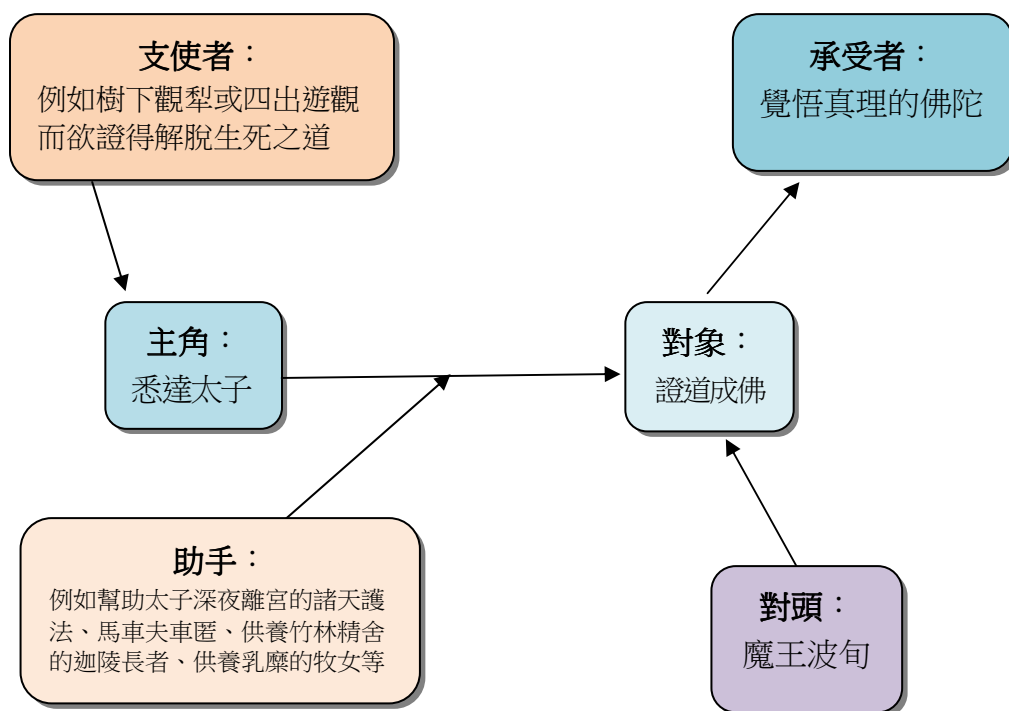 支使者：
例如樹下觀犁或四出遊觀
而欲證得解脫生死之道
承受者：
覺悟真理的佛陀
主角：
悉達太子
對象：
證道成佛
助手：
例如幫助太子深夜離宮的諸天護
法、馬車夫車匿、供養竹林精舍
的迦陵長者、供養乳糜的牧女等
對頭：
魔王波旬